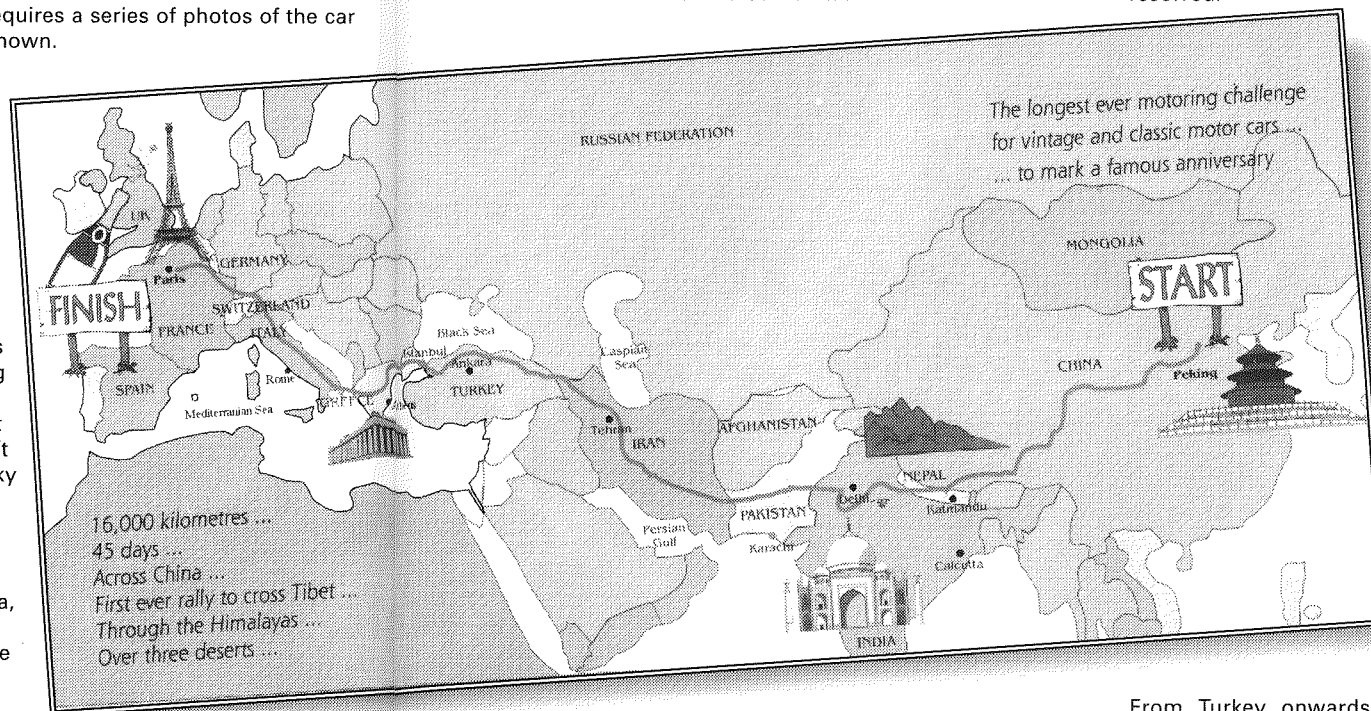 equires a series of photos of the car
hown.
The longest ever motoring challenge
for vintage and classic motor cars ...
... to mark a famous anniversary
RUSSIAN FEDERATION
MONGOLIA
UK
GERMANY
Paris
START
FINISH
SWITZERLAND
FRANCE
ITALY
Black Sea
Istanbul
Ankara
Caspian
Sea
CHINA
Peking
SPAIN
Rome
TURKEY
Mediterranean Sea
GREECE
Athens
Tehran
IRAN
AFGHANISTAN
NEPAL
Delhi
Katmandu
PAKISTAN
Persian
Gulf
Karachi
Calcutta
INDIA
16,000 kilometres ...
45 days ...
Across China ...
First ever rally to cross Tibet ...
Through the Himalayas ...
Over three deserts ...
s
g
t
't
ky
a,
e
From Turkey onwards